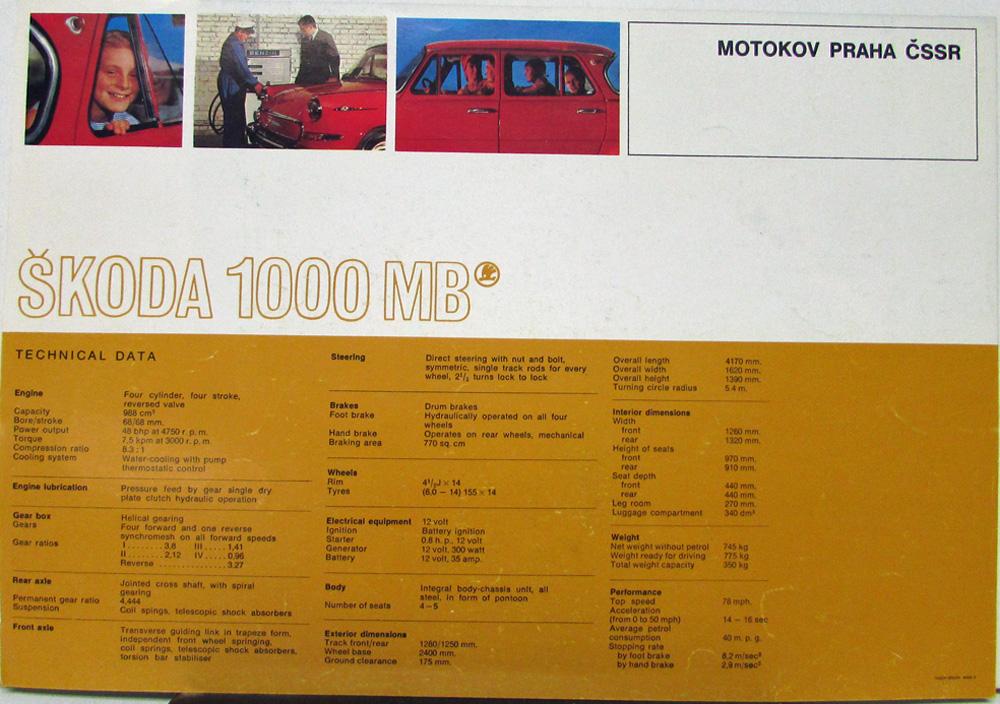 BENZIN
MOTOKOV PRAHA ČSSR
ŠKODA 1000 MB
TECHNICAL DATA
Engine Four cylinder, four stroke,
reversed valve
Capacity 988 cm³
Bore/stroke 68/68 mm.
Power output 48 bhp at 4750 r. p. m.
Torque 7,5 kpm at 3000 r. p. m.
Compression ratio 8.3 : 1
Cooling system Water-cooling with pump
thermostatic control
Engine lubrication Pressure feed by gear single dry
plate clutch hydraulic operation
Gear box Helical gearing
Gears Four forward and one reverse
synchromesh on all forward speeds
Gear ratios I ........ 3,8 III ..... 1,41
II ........ 2,12 IV ..... 0,96
Reverse ................ 3.27
Rear axle Jointed cross shaft, with spiral
gearing
Permanent gear ratio 4,444
Suspension Coil spings, telescopic shock absorbers
Front axle Transverse guiding link in trapeze form,
independent front wheel springing,
coil springs, telescopic shock absorbers,
torsion bar stabiliser
Steering Direct steering with nut and bolt,
symmetric, single track rods for every
wheel, 2¹/₂ turns lock to lock
Brakes Drum brakes
Foot brake Hydraulically operated on all four
wheels
Hand brake Operates on rear wheels, mechanical
Braking area 770 sq. cm
Wheels
Rim 4¹/₂J × 14
Tyres (6,0 – 14) 155 × 14
Electrical equipment 12 volt
Ignition Battery ignition
Starter 0.8 h. p., 12 volt
Generator 12 volt, 300 watt
Battery 12 volt, 35 amp.
Body Integral body-chassis unit, all
steel, in form of pontoon
Number of seats 4–5
Exterior dimensions
Track front/rear 1280/1250 mm.
Wheel base 2400 mm.
Ground clearance 175 mm.
Overall length 4170 mm.
Overall width 1620 mm.
Overall height 1390 mm.
Turning circle radius 5.4 m.
Interior dimensions
Width
front 1260 mm.
rear 1320 mm.
Height of seats
front 970 mm.
rear 910 mm.
Seat depth
front 440 mm.
rear 440 mm.
Leg room 270 mm.
Luggage compartment 340 dm³
Weight
Net weight without petrol 745 kg
Weight ready for driving 775 kg
Total weight capacity 350 kg
Performance
Top speed 78 mph.
Acceleration
(from 0 to 50 mph) 14 – 16 sec
Average petrol
consumption 40 m. p. g.
Stopping rate
by foot brake 8,2 m/sec²
by hand brake 2,9 m/sec²